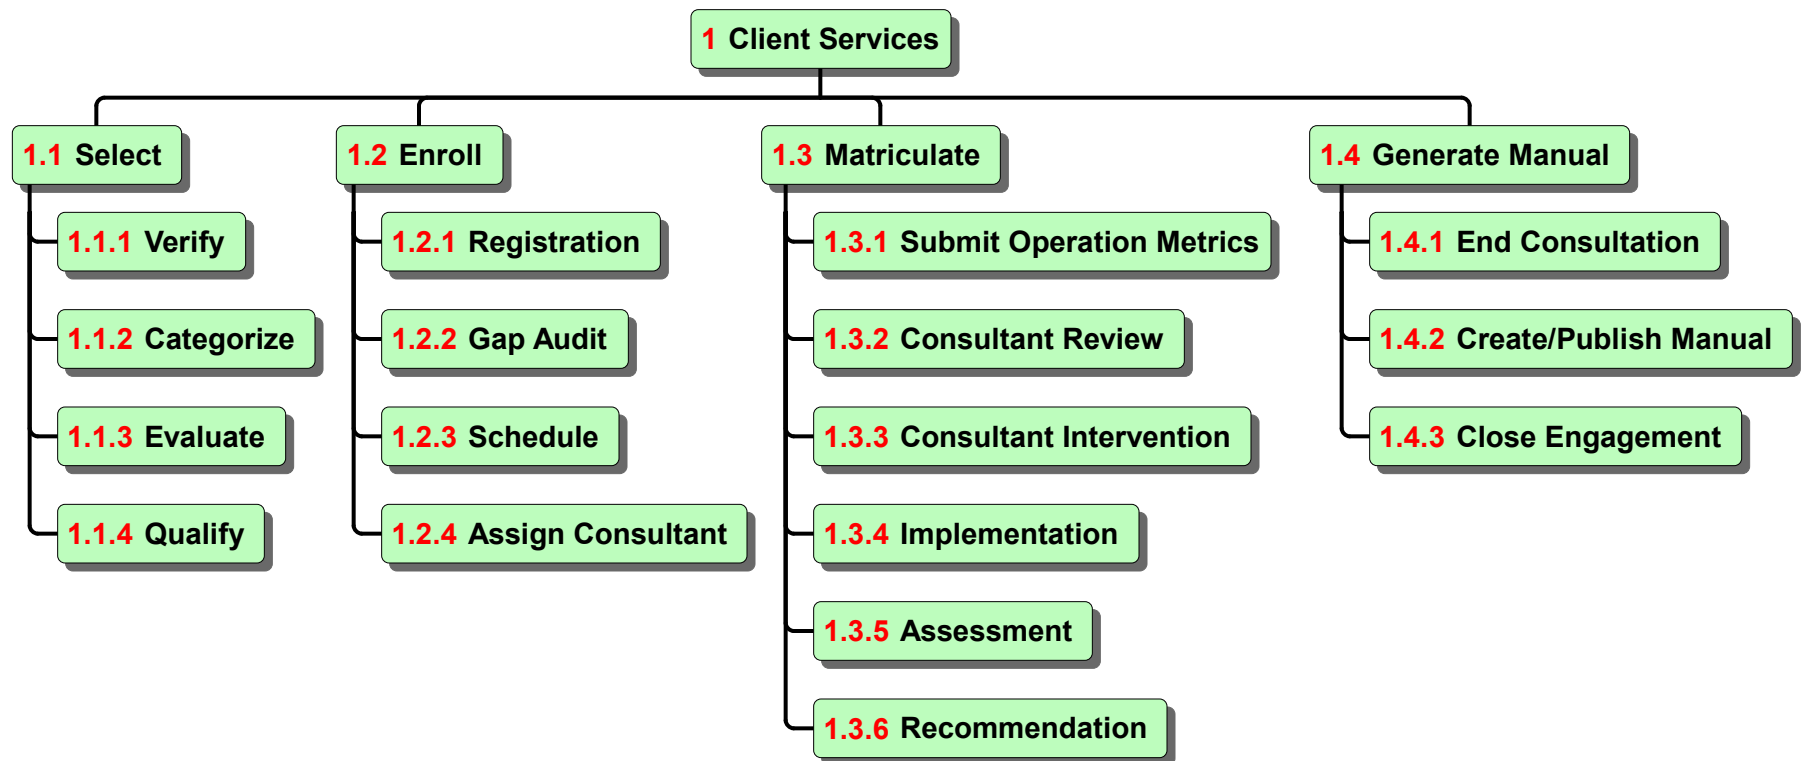 1 Client Services
1.1 Select
1.1.1 Verify
1.1.2 Categorize
1.1.3 Evaluate
1.1.4 Qualify
1.2 Enroll
1.2.1 Registration
1.2.2 Gap Audit
1.2.3 Schedule
1.2.4 Assign Consultant
1.3 Matriculate
1.3.1 Submit Operation Metrics
1.3.2 Consultant Review
1.3.3 Consultant Intervention
1.3.4 Implementation
1.3.5 Assessment
1.3.6 Recommendation
1.4 Generate Manual
1.4.1 End Consultation
1.4.2 Create/Publish Manual
1.4.3 Close Engagement